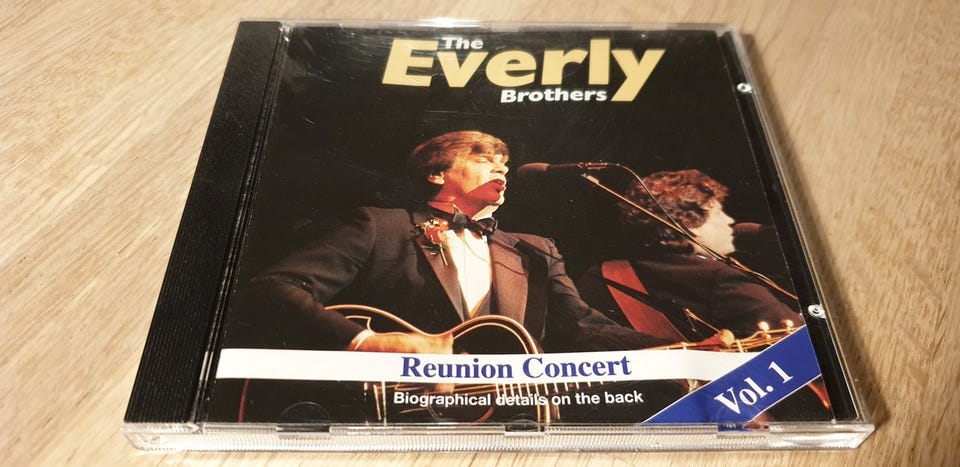 The
Everly
Brothers
Reunion Concert
Biographical details on the back
Vol. 1